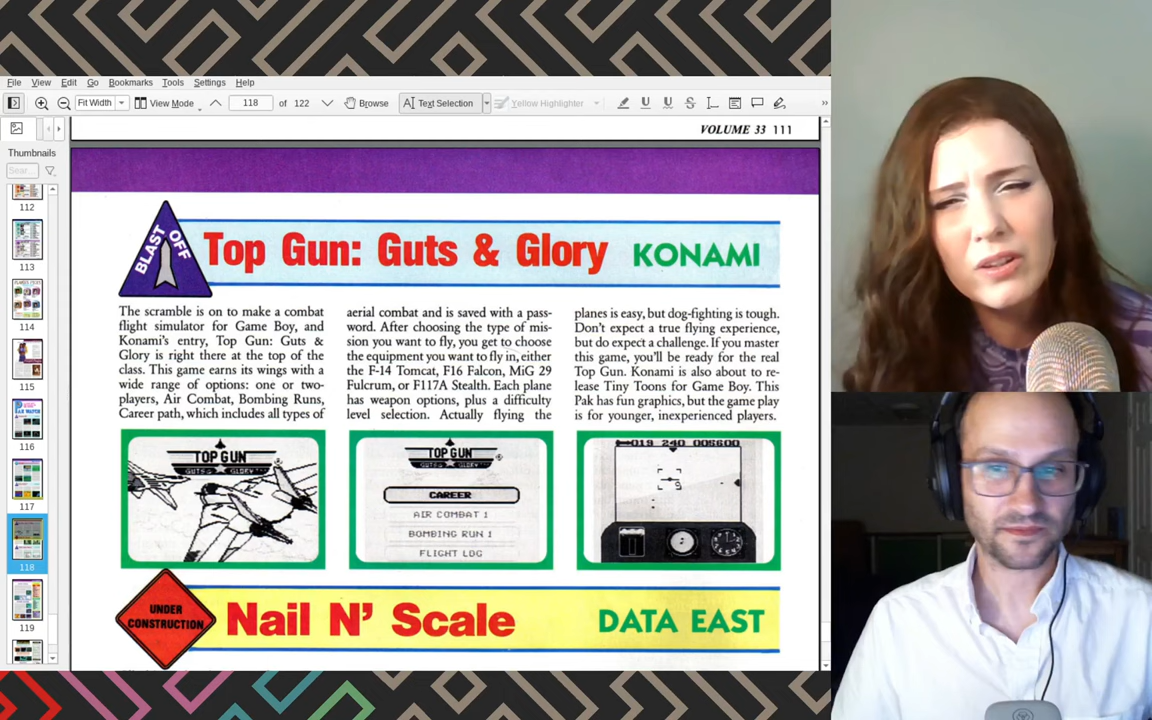 File View Edit Go Bookmarks Tools Settings Help
Fit Width 118 of 122 View Mode Browse Text Selection Yellow Highlighter
Thumbnails
112
113
114
115
116
117
118
119
VOLUME 33 111
BLAST OFF
Top Gun: Guts & Glory KONAMI
The scramble is on to make a combat
flight simulator for Game Boy, and
Konami's entry, Top Gun: Guts &
Glory is right there at the top of the
class. This game earns its wings with a
wide range of options: one or two-
players, Air Combat, Bombing Runs,
Career path, which includes all types of
aerial combat and is saved with a pass-
word. After choosing the type of mis-
sion you want to fly, you get to choose
the equipment you want to fly in, either
the F-14 Tomcat, F16 Falcon, MiG 29
Fulcrum, or F117A Stealth. Each plane
has weapon options, plus a difficulty
level selection. Actually flying the
planes is easy, but dog-fighting is tough.
Don't expect a true flying experience,
but do expect a challenge. If you master
this game, you'll be ready for the real
Top Gun. Konami is also about to re-
lease Tiny Toons for Game Boy. This
Pak has fun graphics, but the game play
is for younger, inexperienced players.
TOP GUN
GUTS & GLORY
TOP GUN
GUTS & GLORY
CAREER
AIR COMBAT 1
BOMBING RUN 1
FLIGHT LOG
019 240 006600
UNDER
CONSTRUCTION
Nail N' Scale DATA EAST